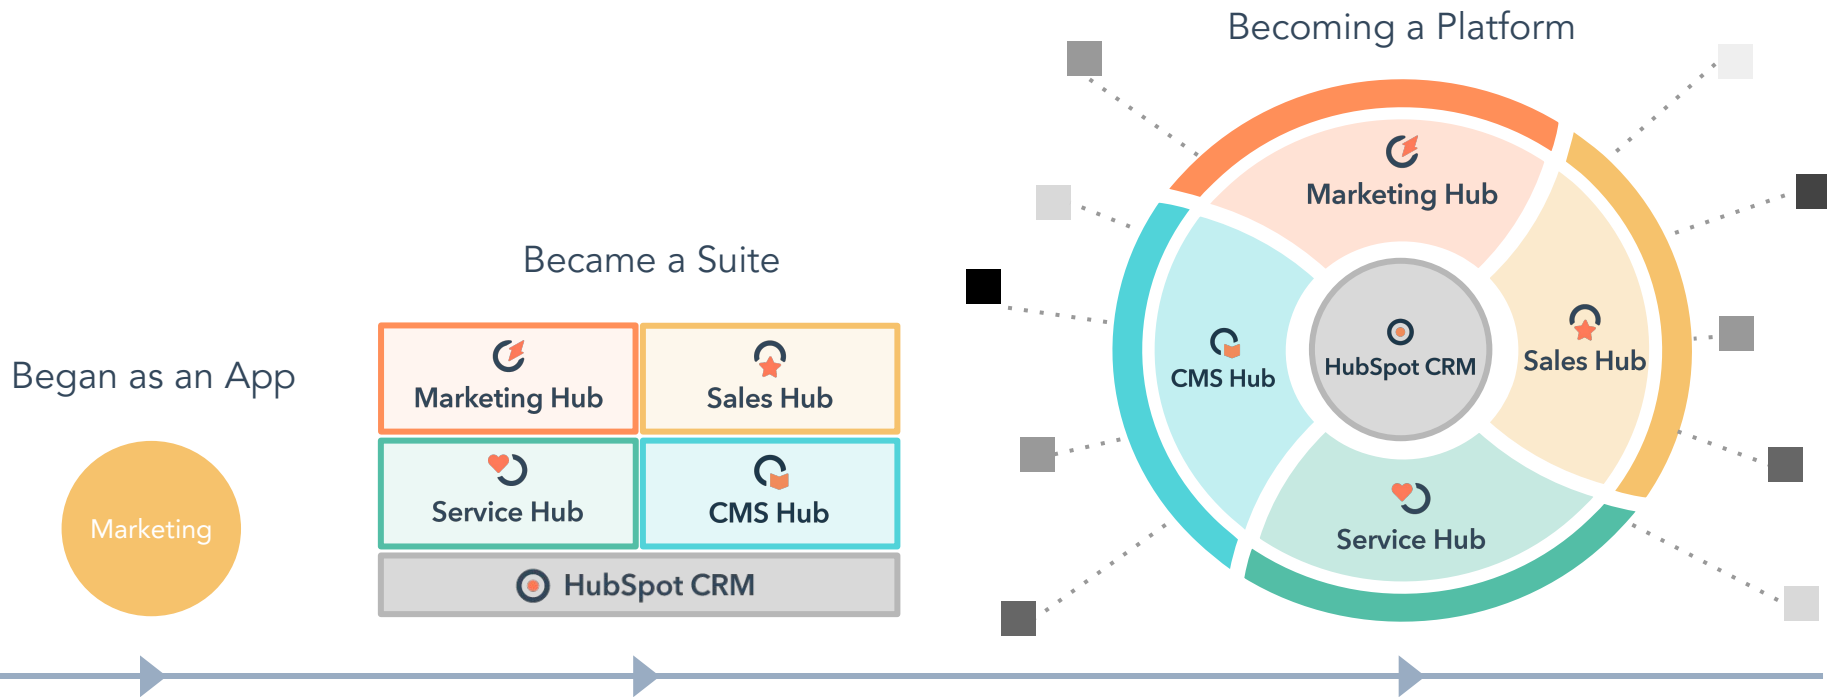 Began as an App
Marketing
Became a Suite
Marketing Hub
Sales Hub
Service Hub
CMS Hub
HubSpot CRM
Becoming a Platform
Marketing Hub
CMS Hub
HubSpot CRM
Sales Hub
Service Hub